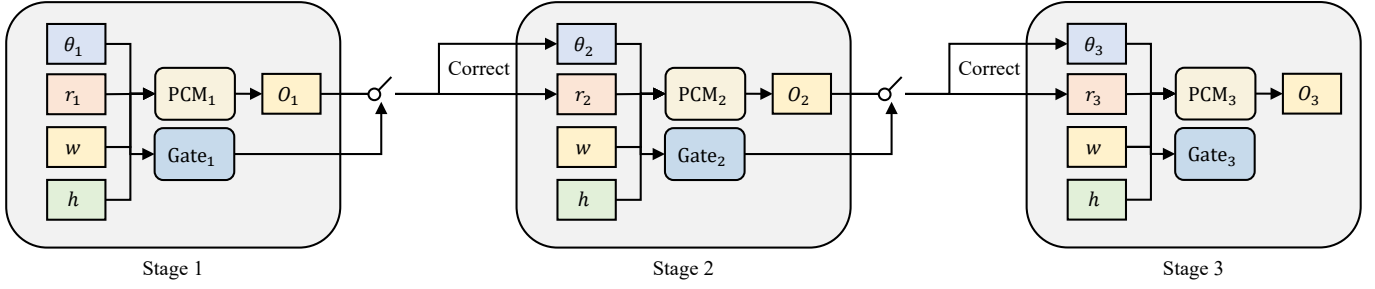 θ₁
r₁
w
h
PCM₁
Gate₁
O₁
Stage 1
Correct
θ₂
r₂
w
h
PCM₂
Gate₂
O₂
Stage 2
Correct
θ₃
r₃
w
h
PCM₃
Gate₃
O₃
Stage 3